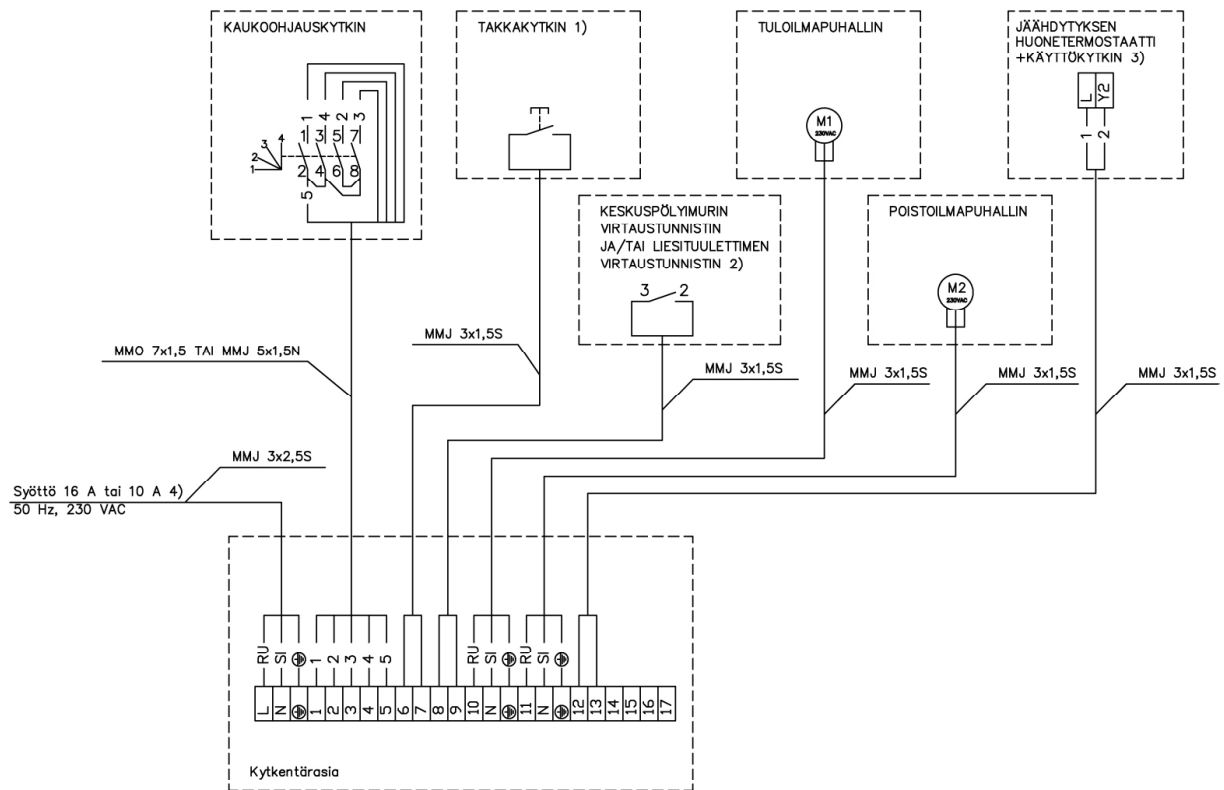 KAUKOOHJAUSKYTKIN
1 4 2 3
1 3 5 7
2 4 6 8
5
4
3
2
1
TAKKAKYTKIN 1)
TULOILMAPUHALLIN
M1
230VAC
JÄÄHDYTYKSEN
HUONETERMOSTAATTI
+KÄYTTÖKYTKIN 3)
L Y2
1 2
KESKUSPÖLYIMURIN
VIRTAUSTUNNISTIN
JA/TAI LIESITUULETTIMEN
VIRTAUSTUNNISTIN 2)
3 2
POISTOILMAPUHALLIN
M2
230VAC
MMO 7x1,5 TAI MMJ 5x1,5N
MMJ 3x1,5S
MMJ 3x1,5S
MMJ 3x1,5S
MMJ 3x1,5S
MMJ 3x1,5S
MMJ 3x2,5S
Syöttö 16 A tai 10 A 4)
50 Hz, 230 VAC
RU SI 1 2 3 4 5 RU SI RU SI
L N 1 2 3 4 5 6 7 8 9 10 N 11 N 12 13 14 15 16 17
Kytkentärasia